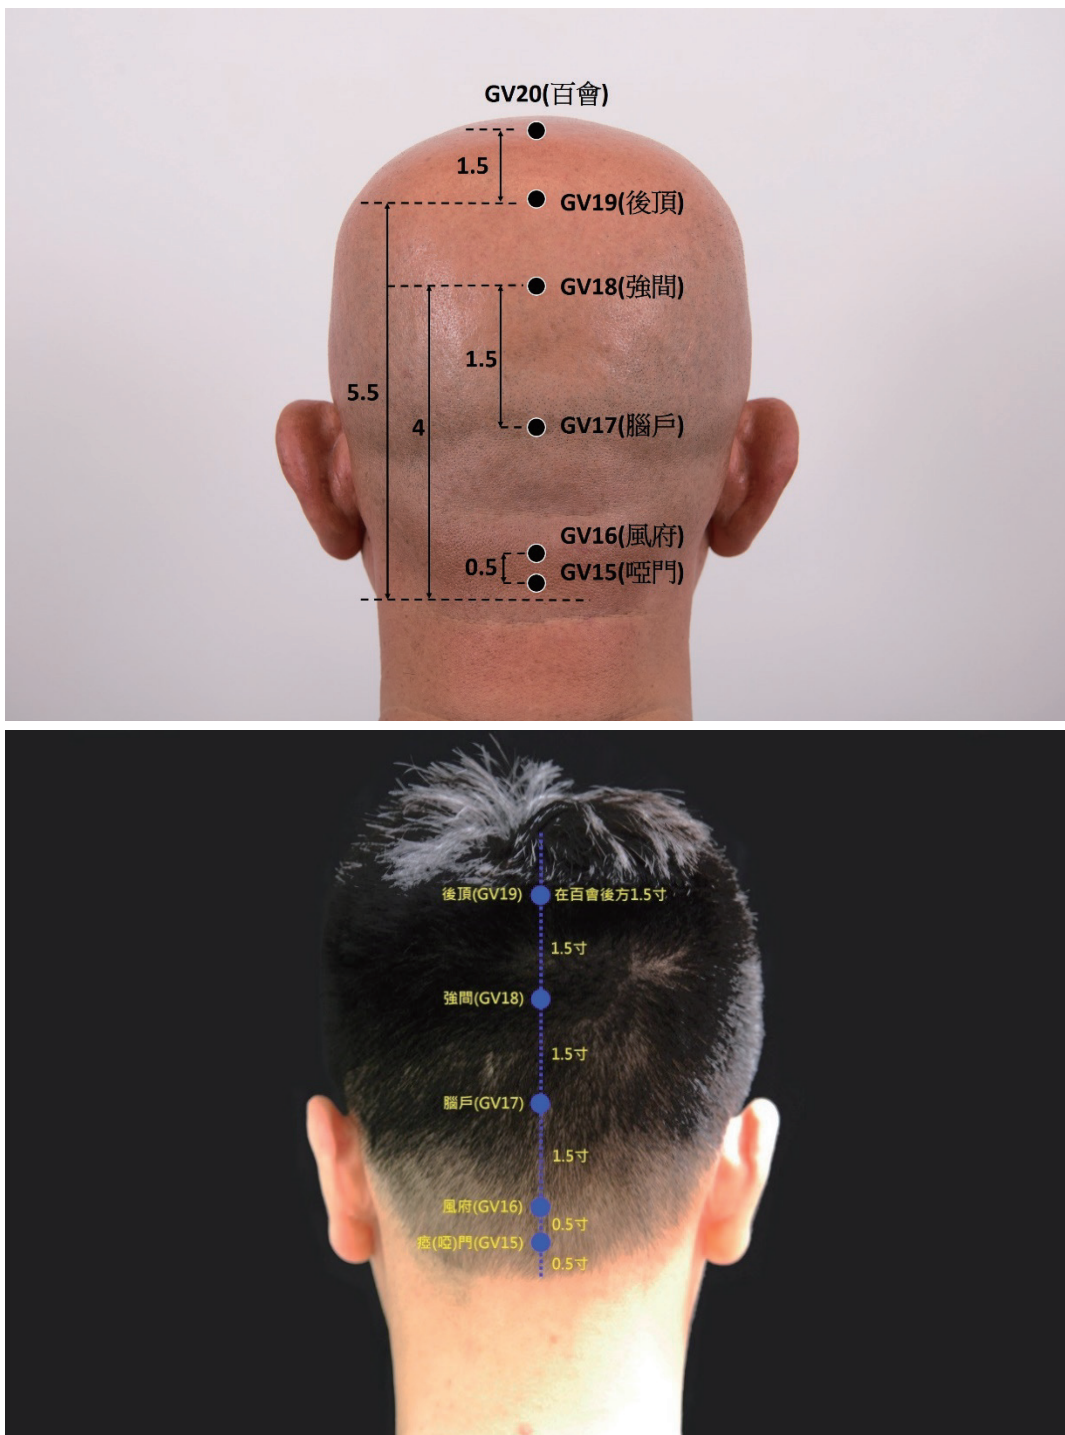 GV20(百會)
1.5
GV19(後頂)
GV18(強間)
1.5
5.5
4
GV17(腦戶)
GV16(風府)
0.5
GV15(啞門)
後頂(GV19)
在百會後方1.5寸
1.5寸
強間(GV18)
1.5寸
腦戶(GV17)
1.5寸
風府(GV16)
0.5寸
瘂(啞)門(GV15)
0.5寸